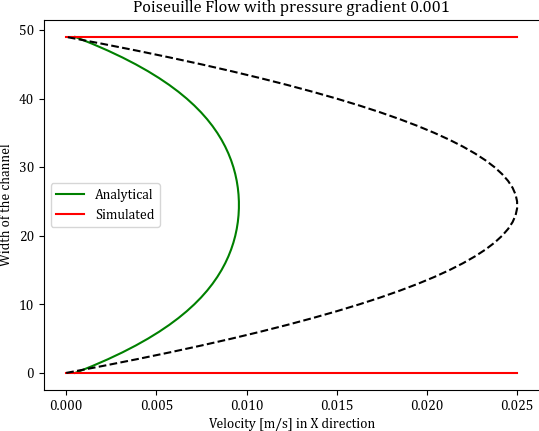 Poiseuille Flow with pressure gradient 0.001
50
40
30
20
10
0
Width of the channel
Analytical
Simulated
0.000 0.005 0.010 0.015 0.020 0.025
Velocity [m/s] in X direction